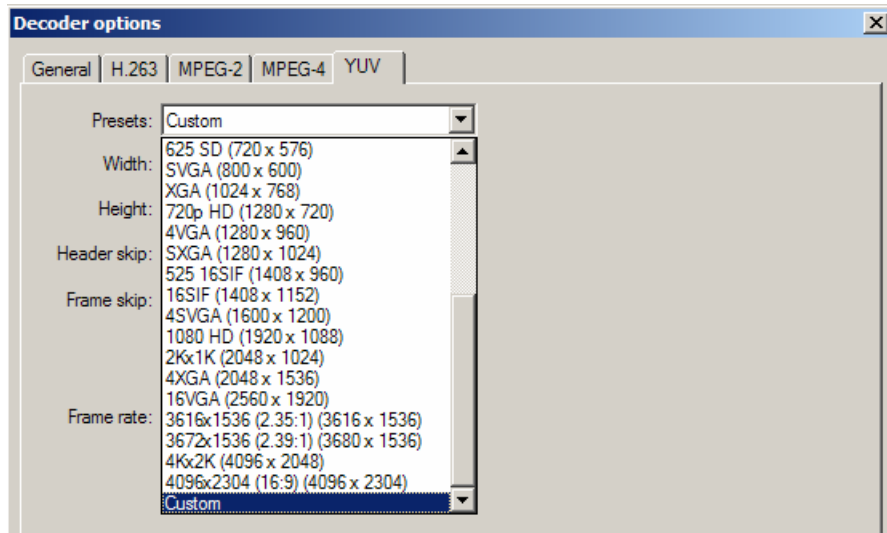 Decoder options
General H.263 MPEG-2 MPEG-4 YUV
Presets: Custom
625 SD (720 x 576)
Width:
SVGA (800 x 600)
XGA (1024 x 768)
Height:
720p HD (1280 x 720)
4VGA (1280 x 960)
Header skip:
SXGA (1280 x 1024)
525 16SIF (1408 x 960)
Frame skip:
16SIF (1408 x 1152)
4SVGA (1600 x 1200)
1080 HD (1920 x 1088)
2Kx1K (2048 x 1024)
4XGA (2048 x 1536)
16VGA (2560 x 1920)
Frame rate:
3616x1536 (2.35:1) (3616 x 1536)
3672x1536 (2.39:1) (3680 x 1536)
4Kx2K (4096 x 2048)
4096x2304 (16:9) (4096 x 2304)
Custom